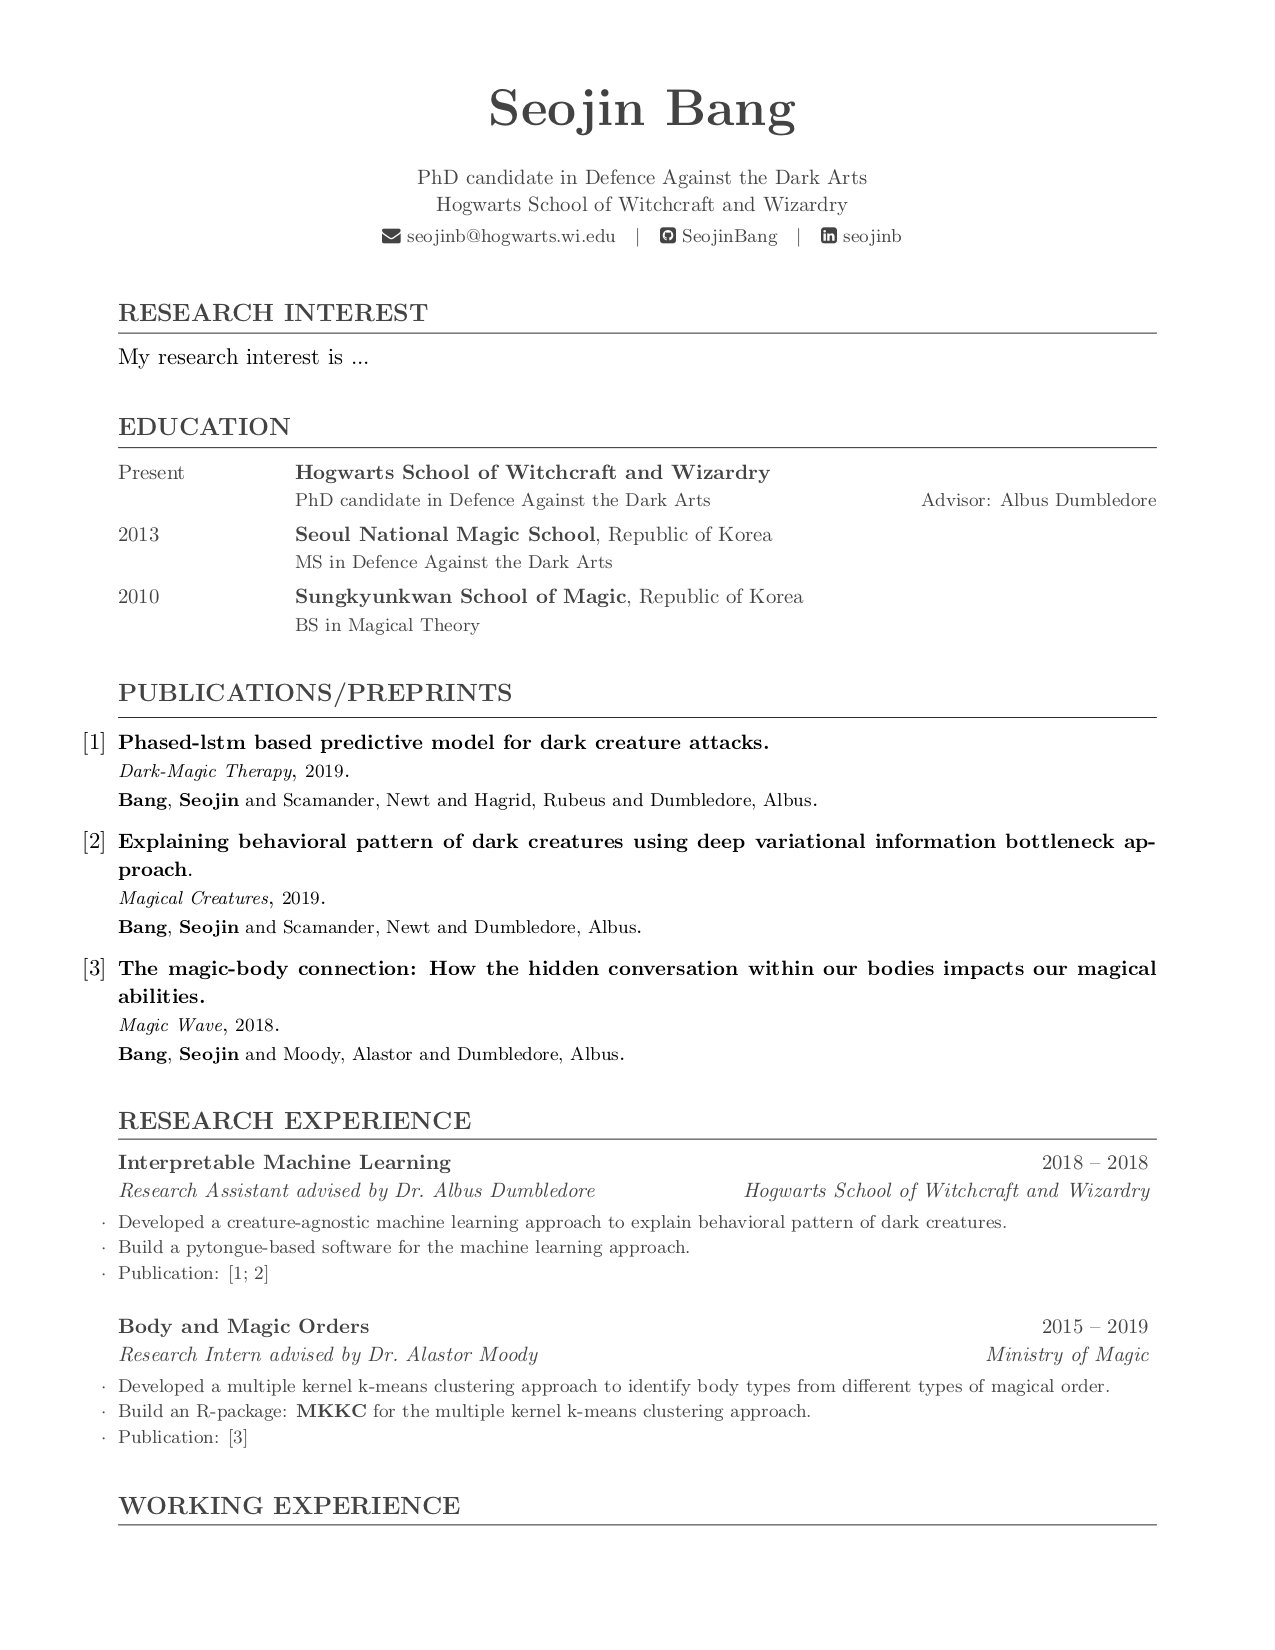 Seojin Bang
PhD candidate in Defence Against the Dark Arts
Hogwarts School of Witchcraft and Wizardry
seojinb@hogwarts.wi.edu | SeojinBang | seojinb
RESEARCH INTEREST
My research interest is ...
EDUCATION
Present Hogwarts School of Witchcraft and Wizardry
PhD candidate in Defence Against the Dark Arts Advisor: Albus Dumbledore
2013 Seoul National Magic School, Republic of Korea
MS in Defence Against the Dark Arts
2010 Sungkyunkwan School of Magic, Republic of Korea
BS in Magical Theory
PUBLICATIONS/PREPRINTS
[1] Phased-lstm based predictive model for dark creature attacks.
Dark-Magic Therapy, 2019.
Bang, Seojin and Scamander, Newt and Hagrid, Rubeus and Dumbledore, Albus.
[2] Explaining behavioral pattern of dark creatures using deep variational information bottleneck ap-
proach.
Magical Creatures, 2019.
Bang, Seojin and Scamander, Newt and Dumbledore, Albus.
[3] The magic-body connection: How the hidden conversation within our bodies impacts our magical
abilities.
Magic Wave, 2018.
Bang, Seojin and Moody, Alastor and Dumbledore, Albus.
RESEARCH EXPERIENCE
Interpretable Machine Learning 2018 – 2018
Research Assistant advised by Dr. Albus Dumbledore Hogwarts School of Witchcraft and Wizardry
· Developed a creature-agnostic machine learning approach to explain behavioral pattern of dark creatures.
· Build a pytongue-based software for the machine learning approach.
· Publication: [1; 2]
Body and Magic Orders 2015 – 2019
Research Intern advised by Dr. Alastor Moody Ministry of Magic
· Developed a multiple kernel k-means clustering approach to identify body types from different types of magical order.
· Build an R-package: MKKC for the multiple kernel k-means clustering approach.
· Publication: [3]
WORKING EXPERIENCE